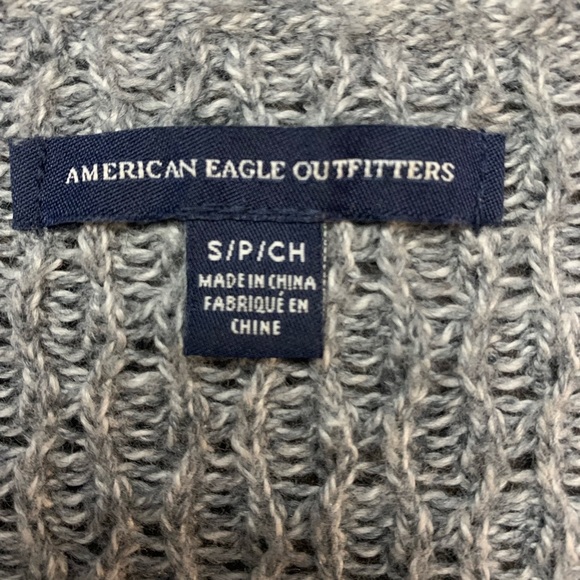 AMERICAN EAGLE OUTFITTERS
S/P/CH
MADE IN CHINA
FABRIQUÉ EN
CHINE